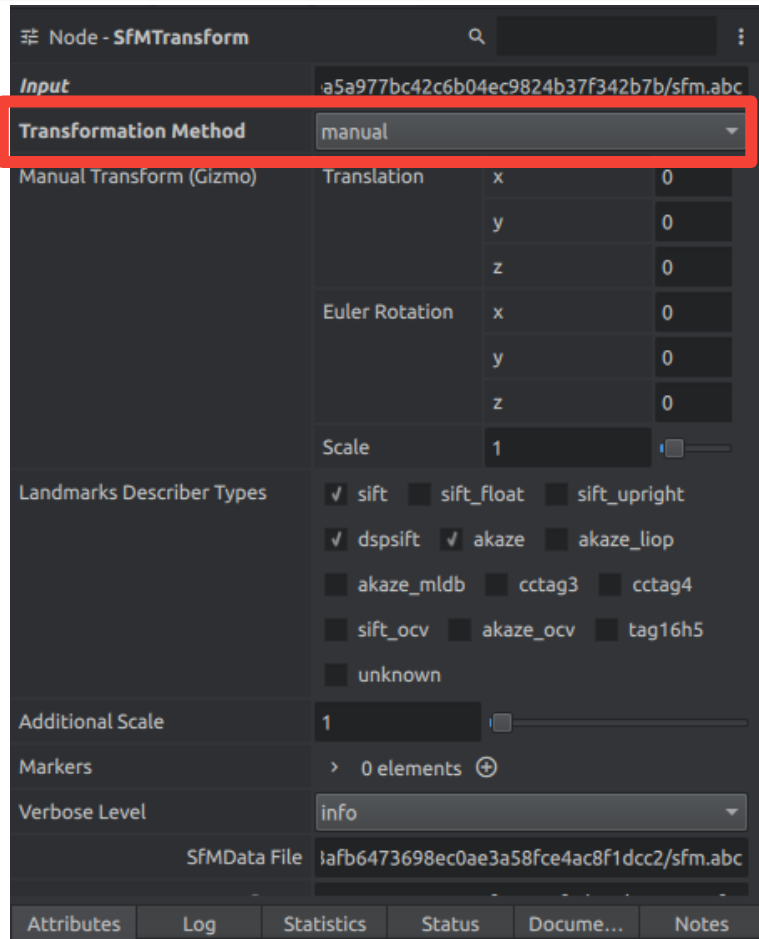 Node - SfMTransform
Input a5a977bc42c6b04ec9824b37f342b7b/sfm.abc
Transformation Method manual
Manual Transform (Gizmo) Translation x 0
y 0
z 0
Euler Rotation x 0
y 0
z 0
Scale 1
Landmarks Describer Types sift sift_float sift_upright
dspsift akaze akaze_liop
akaze_mldb cctag3 cctag4
sift_ocv akaze_ocv tag16h5
unknown
Additional Scale 1
Markers 0 elements
Verbose Level info
SfMData File 3afb6473698ec0ae3a58fce4ac8f1dcc2/sfm.abc
Attributes Log Statistics Status Docume... Notes